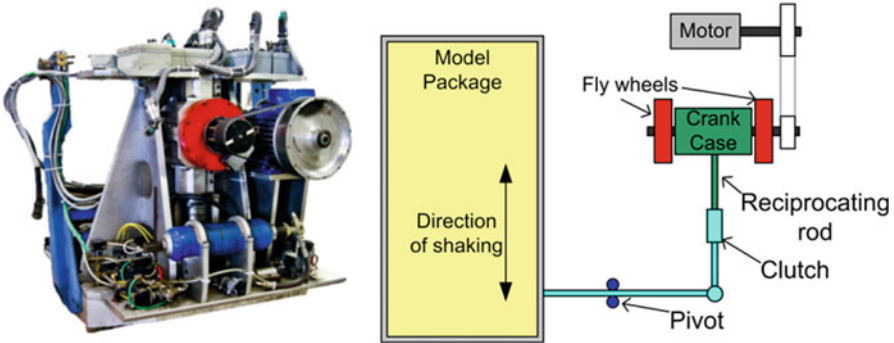 Model
Package
Direction
of shaking
Motor
Fly wheels
Crank
Case
Reciprocating
rod
Clutch
Pivot